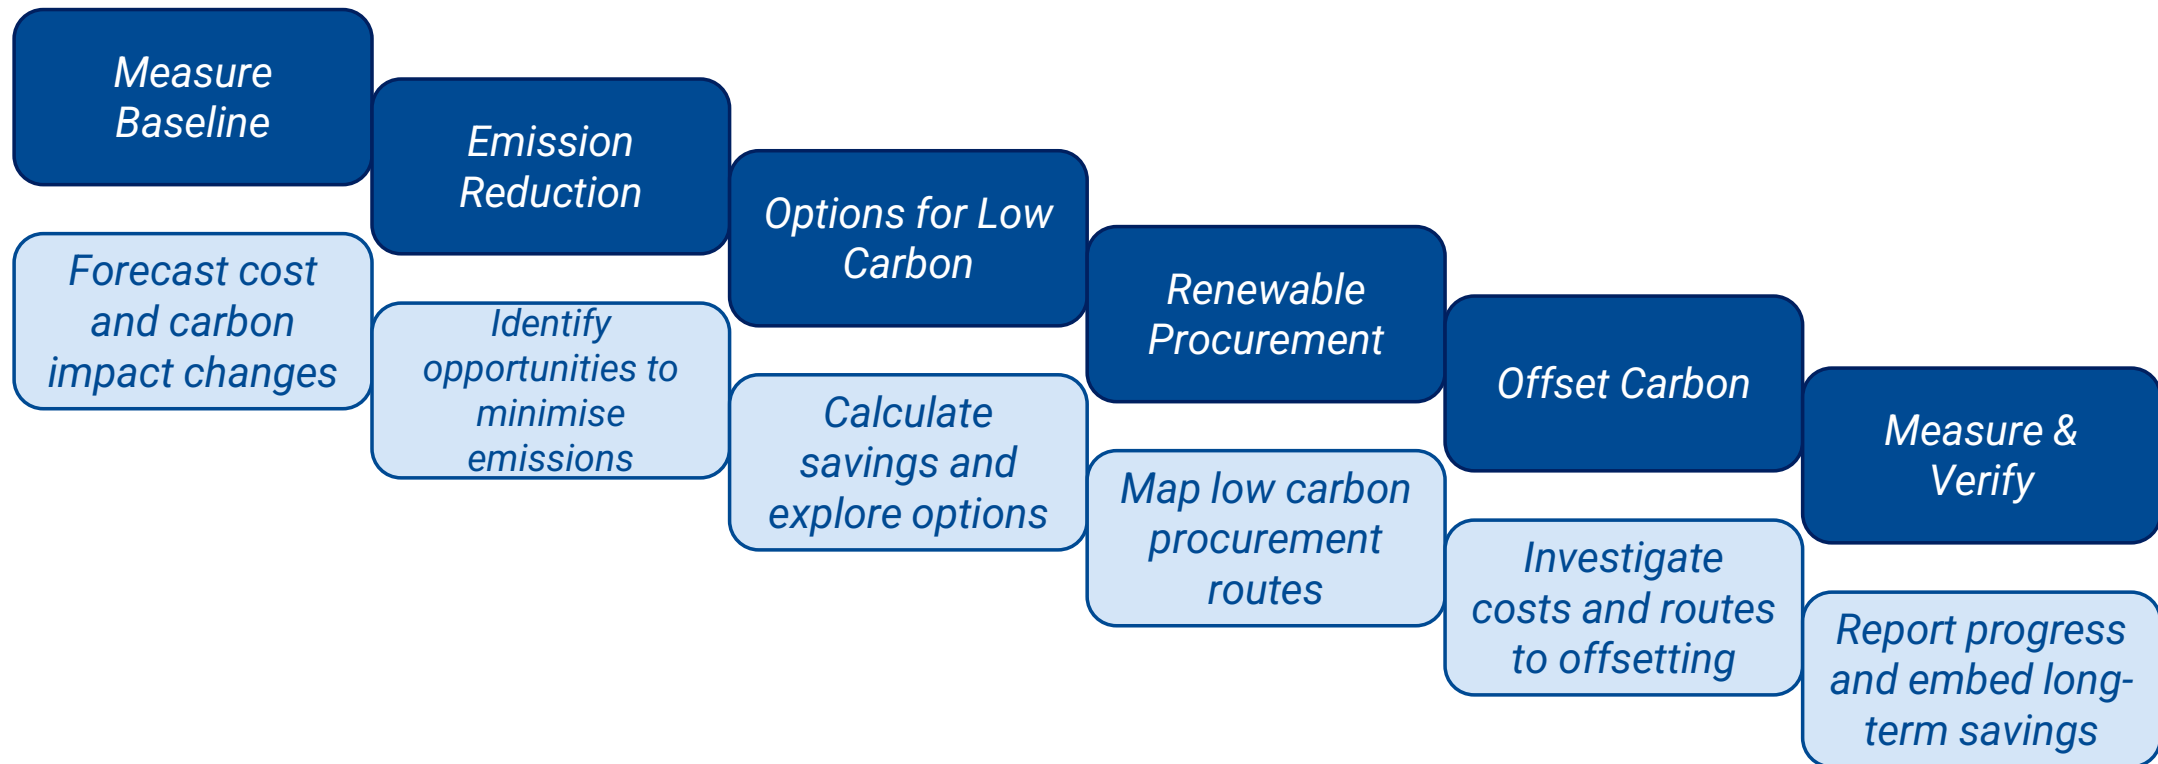 Measure
Baseline
Forecast cost
and carbon
impact changes
Emission
Reduction
Identify
opportunities to
minimise
emissions
Options for Low
Carbon
Calculate
savings and
explore options
Renewable
Procurement
Map low carbon
procurement
routes
Offset Carbon
Investigate
costs and routes
to offsetting
Measure &
Verify
Report progress
and embed long-
term savings